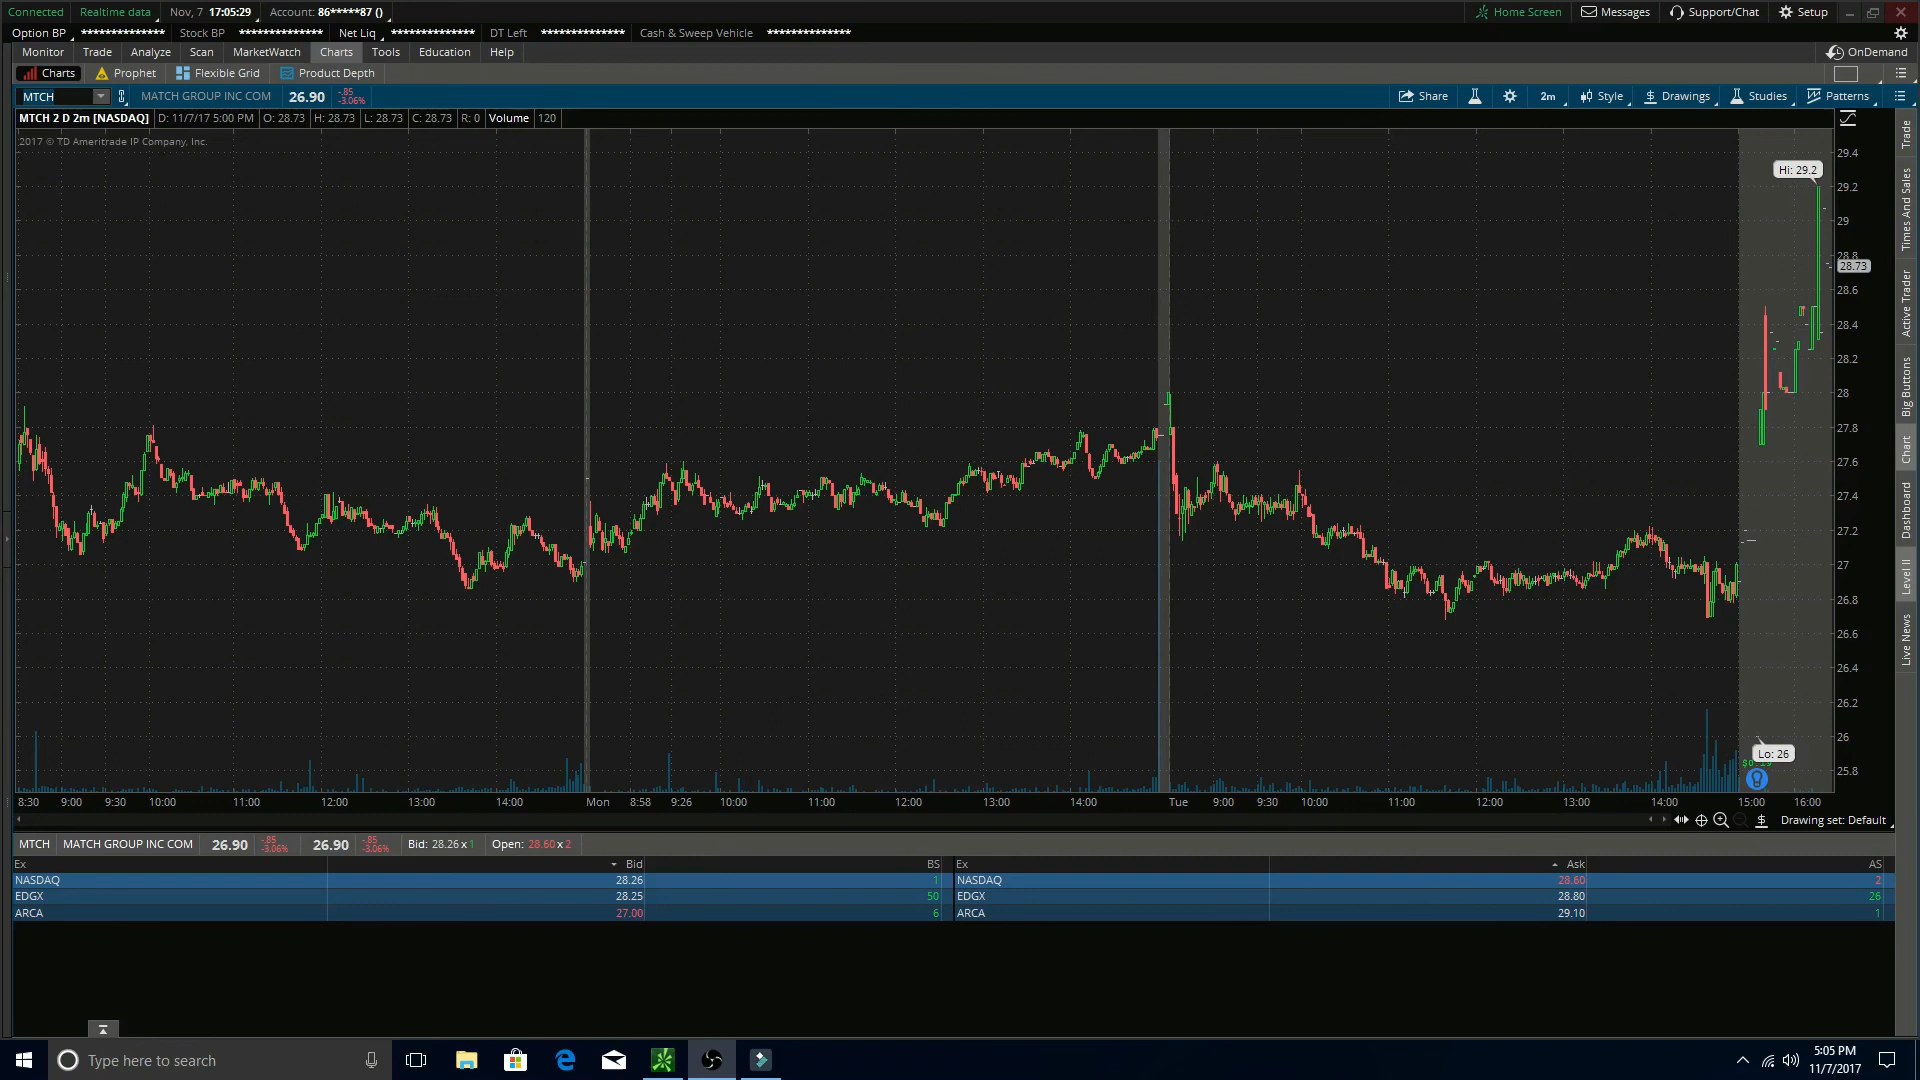 Connected Realtime data Nov, 7 17:05:29 Account: 86*****87 () Home Screen Messages Support/Chat Setup
Option BP ************** Stock BP ************** Net Liq ************** DT Left ************** Cash & Sweep Vehicle **************
Monitor Trade Analyze Scan MarketWatch Charts Tools Education Help OnDemand
Charts Prophet Flexible Grid Product Depth
MTCH MATCH GROUP INC COM 26.90 -.85 -3.06% Share 2m Style Drawings Studies Patterns
MTCH 2 D 2m [NASDAQ] D: 11/7/17 5:00 PM O: 28.73 H: 28.73 L: 28.73 C: 28.73 R: 0 Volume 120
2017 © TD Ameritrade IP Company, Inc.
Hi: 29.2
29.4
29.2
29
28.8
28.73
28.6
28.4
28.2
28
27.8
27.6
27.4
27.2
27
26.8
26.6
26.4
26.2
26
25.8
Lo: 26
8:30 9:00 9:30 10:00 11:00 12:00 13:00 14:00 Mon 8:58 9:26 10:00 11:00 12:00 13:00 14:00 Tue 9:00 9:30 10:00 11:00 12:00 13:00 14:00 15:00 16:00
Drawing set: Default
Trade
Times And Sales
Active Trader
Big Buttons
Chart
Dashboard
Level II
Live News
MTCH MATCH GROUP INC COM 26.90 -.85 -3.06% 26.90 -.85 -3.06% Bid: 28.26 x 1 Open: 28.60 x 2
Ex Bid BS Ex Ask AS
NASDAQ 28.26 1 NASDAQ 28.60 2
EDGX 28.25 50 EDGX 28.80 26
ARCA 27.00 6 ARCA 29.10 1
Type here to search
5:05 PM
11/7/2017